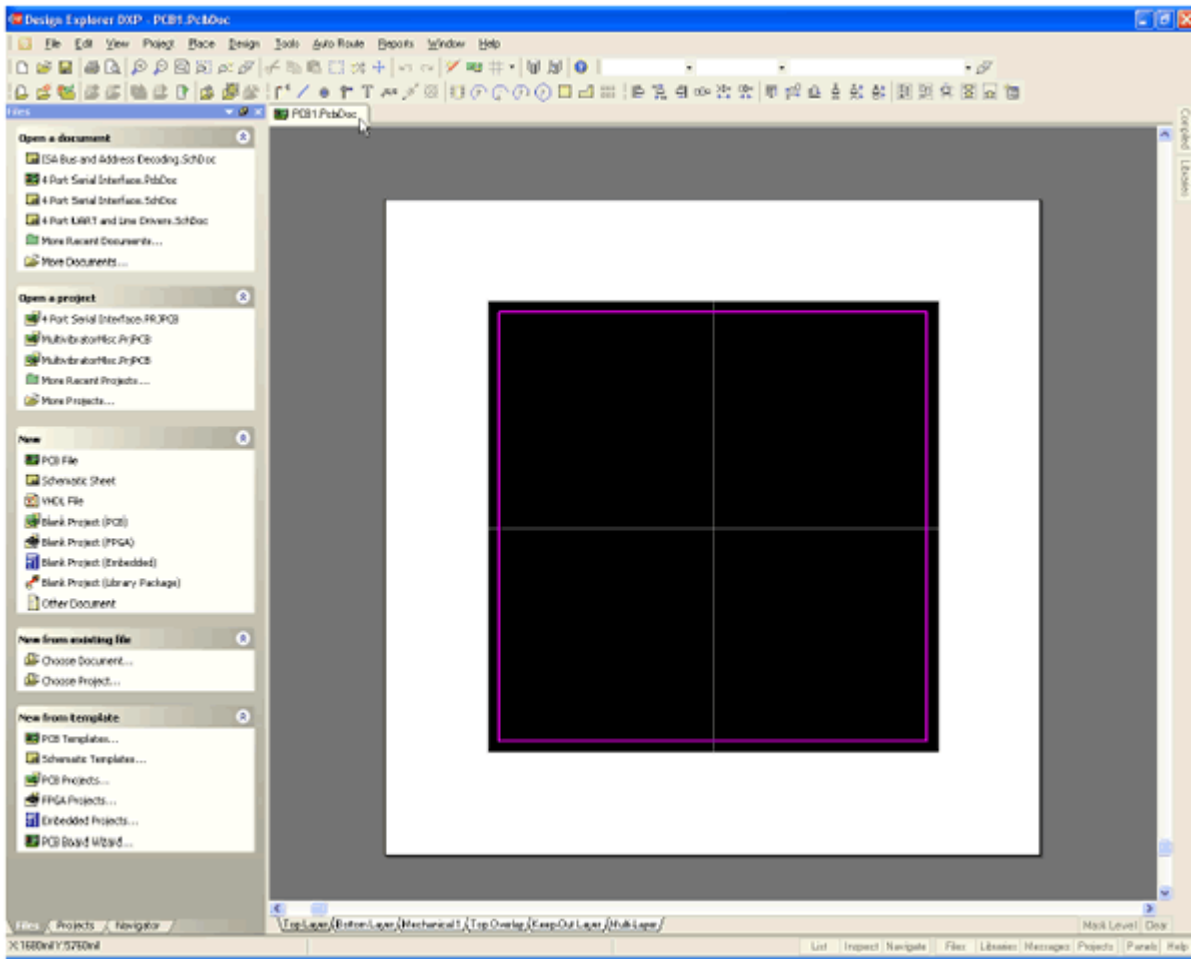 Design Explorer DXP - PCB1.PcbDoc
File Edit View Project Place Design Tools Auto Route Reports Window Help
Files
PCB1.PcbDoc
Compiled Libraries
Open a document
ISA Bus and Address Decoding.SchDoc
4 Port Serial Interface.PcbDoc
4 Port Serial Interface.SchDoc
4 Port UART and Line Drivers.SchDoc
More Recent Documents...
More Documents...
Open a project
4 Port Serial Interface.PRJPCB
MultivibratorMisc.PrjPCB
MultivibratorMisc.PrjPCB
More Recent Projects...
More Projects...
New
PCB File
Schematic Sheet
VHDL File
Blank Project (PCB)
Blank Project (FPGA)
Blank Project (Embedded)
Blank Project (Library Package)
Other Document
New from existing file
Choose Document...
Choose Project...
New from template
PCB Templates...
Schematic Templates...
PCB Projects...
FPGA Projects...
Embedded Projects...
PCB Board Wizard...
Files Projects Navigator
Top Layer Bottom Layer Mechanical 1 Top Overlay Keep-Out Layer Multi-Layer
Mask Level Clear
X:1680mil Y:5760mil
List Inspect Navigate Files Libraries Messages Projects Panels Help